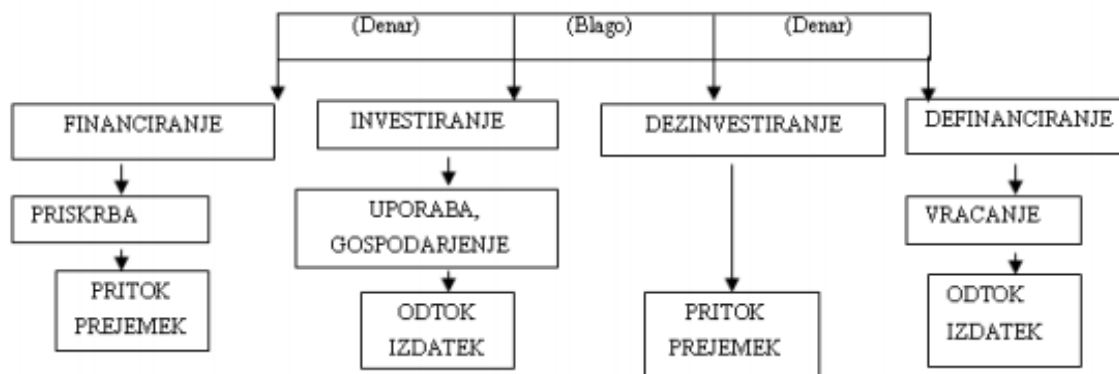 (Denar) (Blago) (Denar)
FINANCIRANJE
INVESTIRANJE
DEZINVESTIRANJE
DEFINANCIRANJE
PRISKRBA
UPORABA,
GOSPODARJENJE
VRACANJE
PRITOK
PREJEMEK
ODTOK
IZDATEK
PRITOK
PREJEMEK
ODTOK
IZDATEK